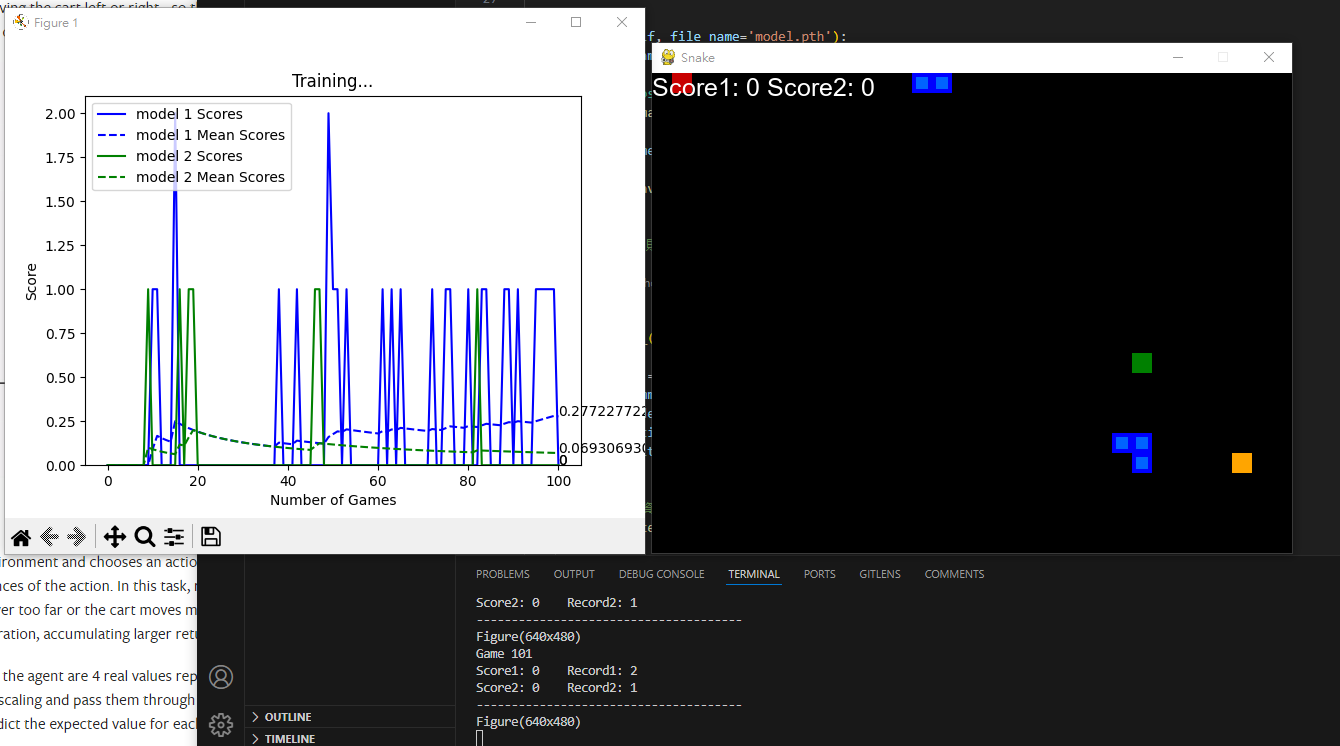 ving the cart left or right - so t
Figure 1
27
Training...
2.00
1.75
1.50
1.25
1.00
0.75
0.50
0.25
0.00
Score
model 1 Scores
model 1 Mean Scores
model 2 Scores
model 2 Mean Scores
0.277227722
0.069306930
0
0
20
40
60
80
100
Number of Games
f, file_name='model.pth'):
Snake
Score1: 0 Score2: 0
ironment and chooses an actio
nces of the action. In this task, r
er too far or the cart moves m
ration, accumulating larger retu
the agent are 4 real values rep
scaling and pass them through
dict the expected value for eac
OUTLINE
TIMELINE
PROBLEMS
OUTPUT
DEBUG CONSOLE
TERMINAL
PORTS
GITLENS
COMMENTS
Score2: 0    Record2: 1
--------------------------------------
Figure(640x480)
Game 101
Score1: 0    Record1: 2
Score2: 0    Record2: 1
--------------------------------------
Figure(640x480)